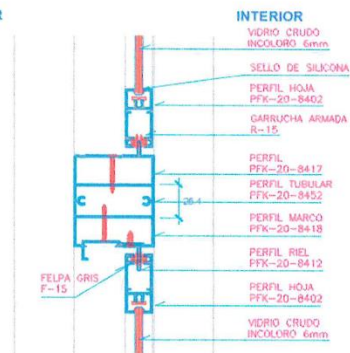 R
INTERIOR
VIDRIO CRUDO
INCOLORO 6mm
SELLO DE SILICONA
PERFIL HOJA
PFK-20-8402
GARRUCHA ARMADA
R-15
PERFIL
PFK-20-8417
PERFIL TUBULAR
PFK-20-8452
26.4
PERFIL MARCO
PFK-20-8418
PERFIL RIEL
PFK-20-8412
FELPA GRIS
F-15
PERFIL HOJA
PFK-20-8402
VIDRIO CRUDO
INCOLORO 6mm